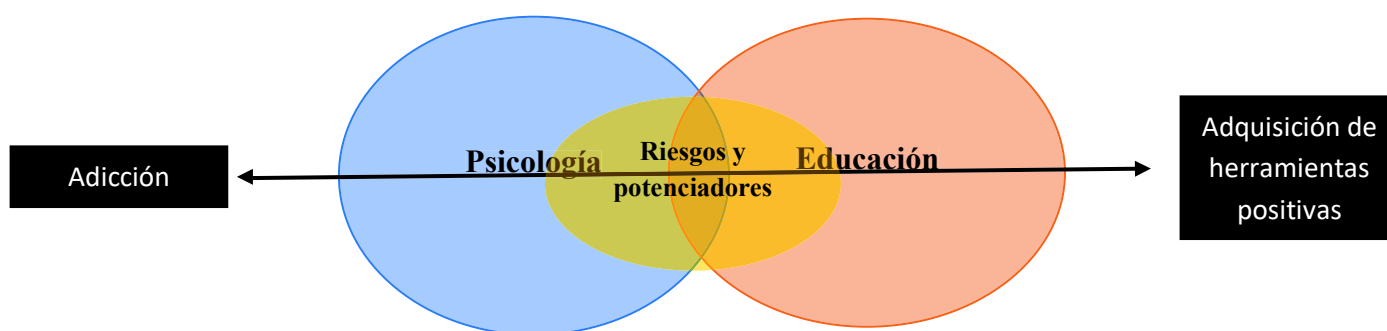 Adicción
Psicología
Riesgos y
potenciadores
Educación
Adquisición de
herramientas
positivas